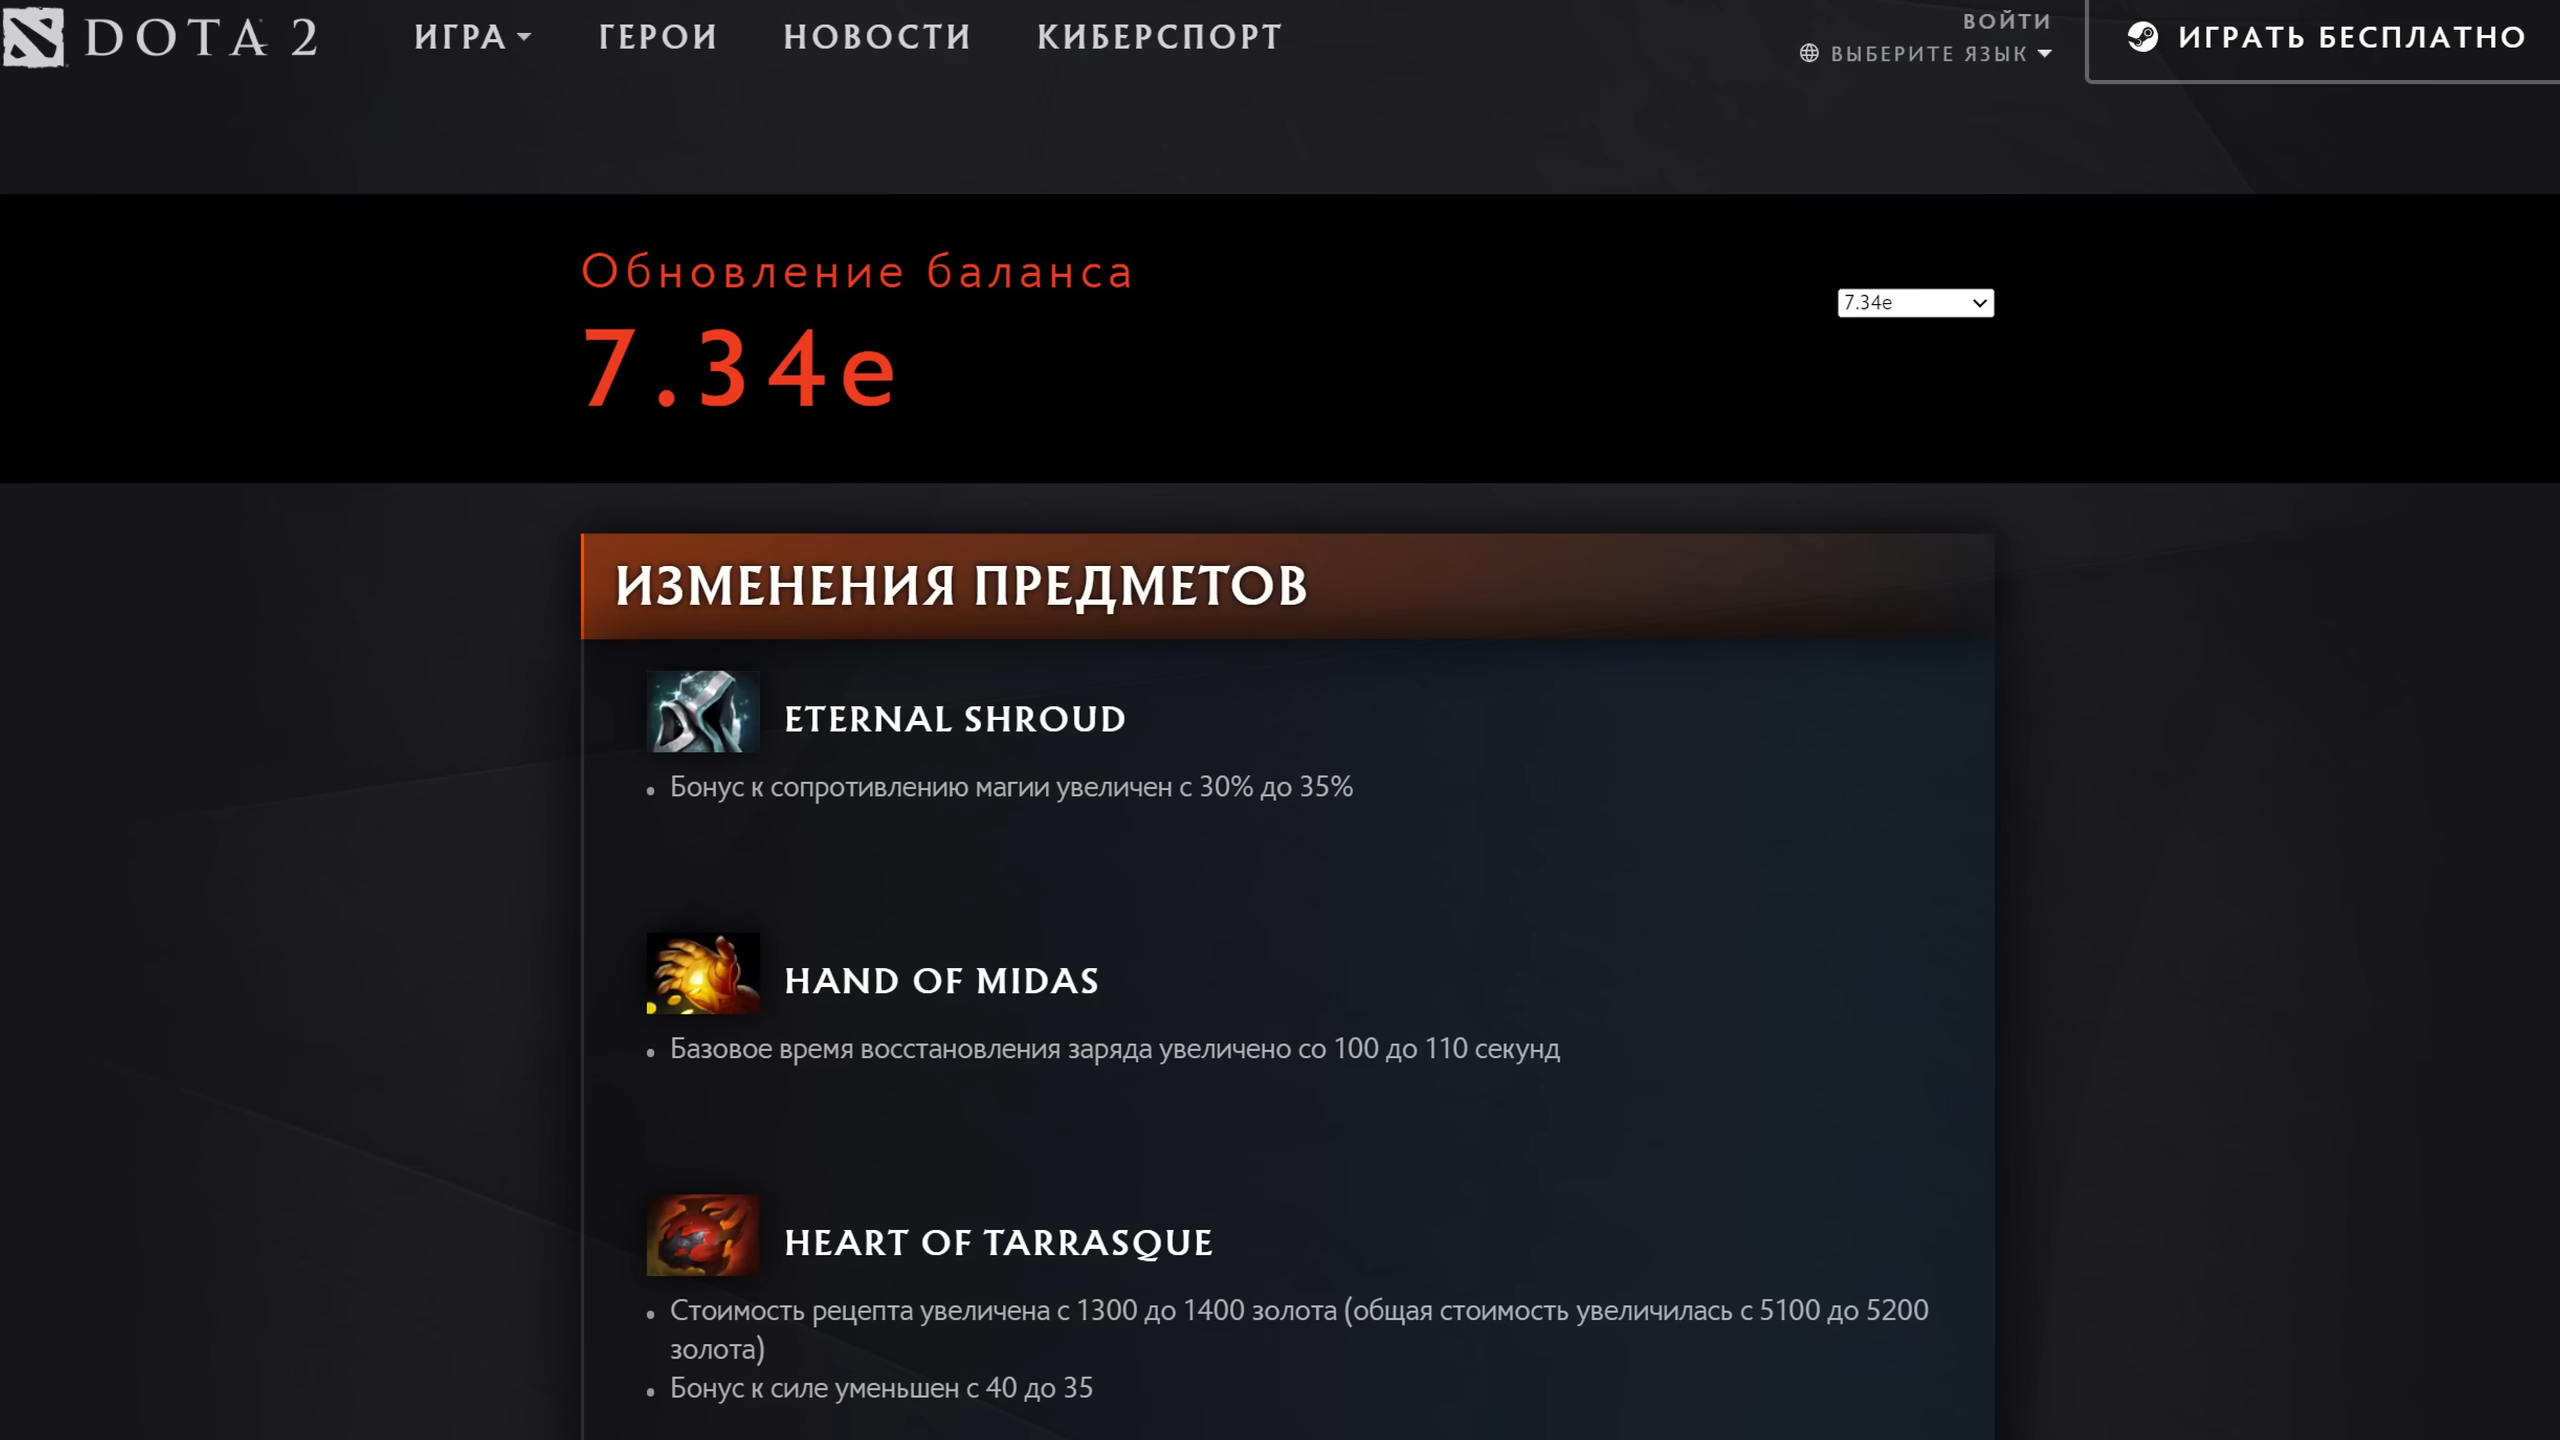 DOTA 2
ИГРА
ГЕРОИ
НОВОСТИ
КИБЕРСПОРТ
ВОЙТИ
ВЫБЕРИТЕ ЯЗЫК
ИГРАТЬ БЕСПЛАТНО
Обновление баланса
7.34e
7.34e
ИЗМЕНЕНИЯ ПРЕДМЕТОВ
ETERNAL SHROUD
• Бонус к сопротивлению магии увеличен с 30% до 35%
HAND OF MIDAS
• Базовое время восстановления заряда увеличено со 100 до 110 секунд
HEART OF TARRASQUE
• Стоимость рецепта увеличена с 1300 до 1400 золота (общая стоимость увеличилась с 5100 до 5200
золота)
• Бонус к силе уменьшен с 40 до 35